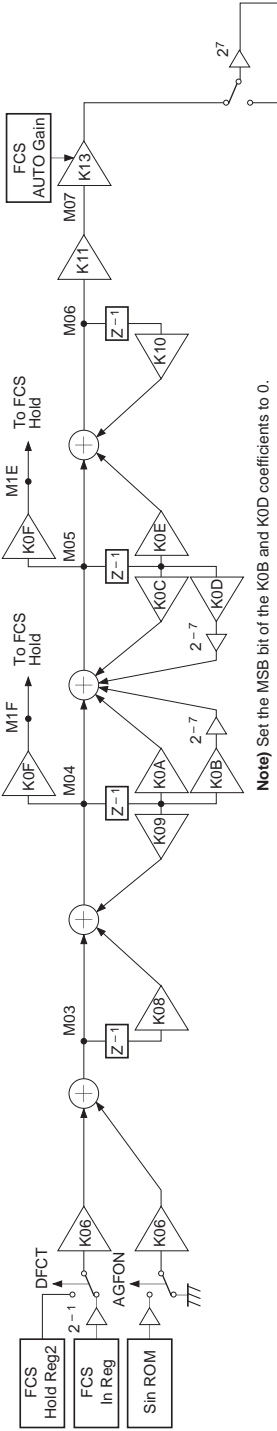 FCS
Hold Reg2
FCS
In Reg
Sin ROM
2 – 1
DFCT
AGFON
K06
K06
M03
Z – 1
K08
K09
M04
Z – 1
K0A
K0B
2 – 7
K0F
M1F
To FCS
Hold
K0C
K0D
2 – 7
M05
Z – 1
K0E
K0F
M1E
To FCS
Hold
M06
Z – 1
K10
K11
M07
K13
FCS
AUTO Gain
27
Note) Set the MSB bit of the K0B and K0D coefficients to 0.